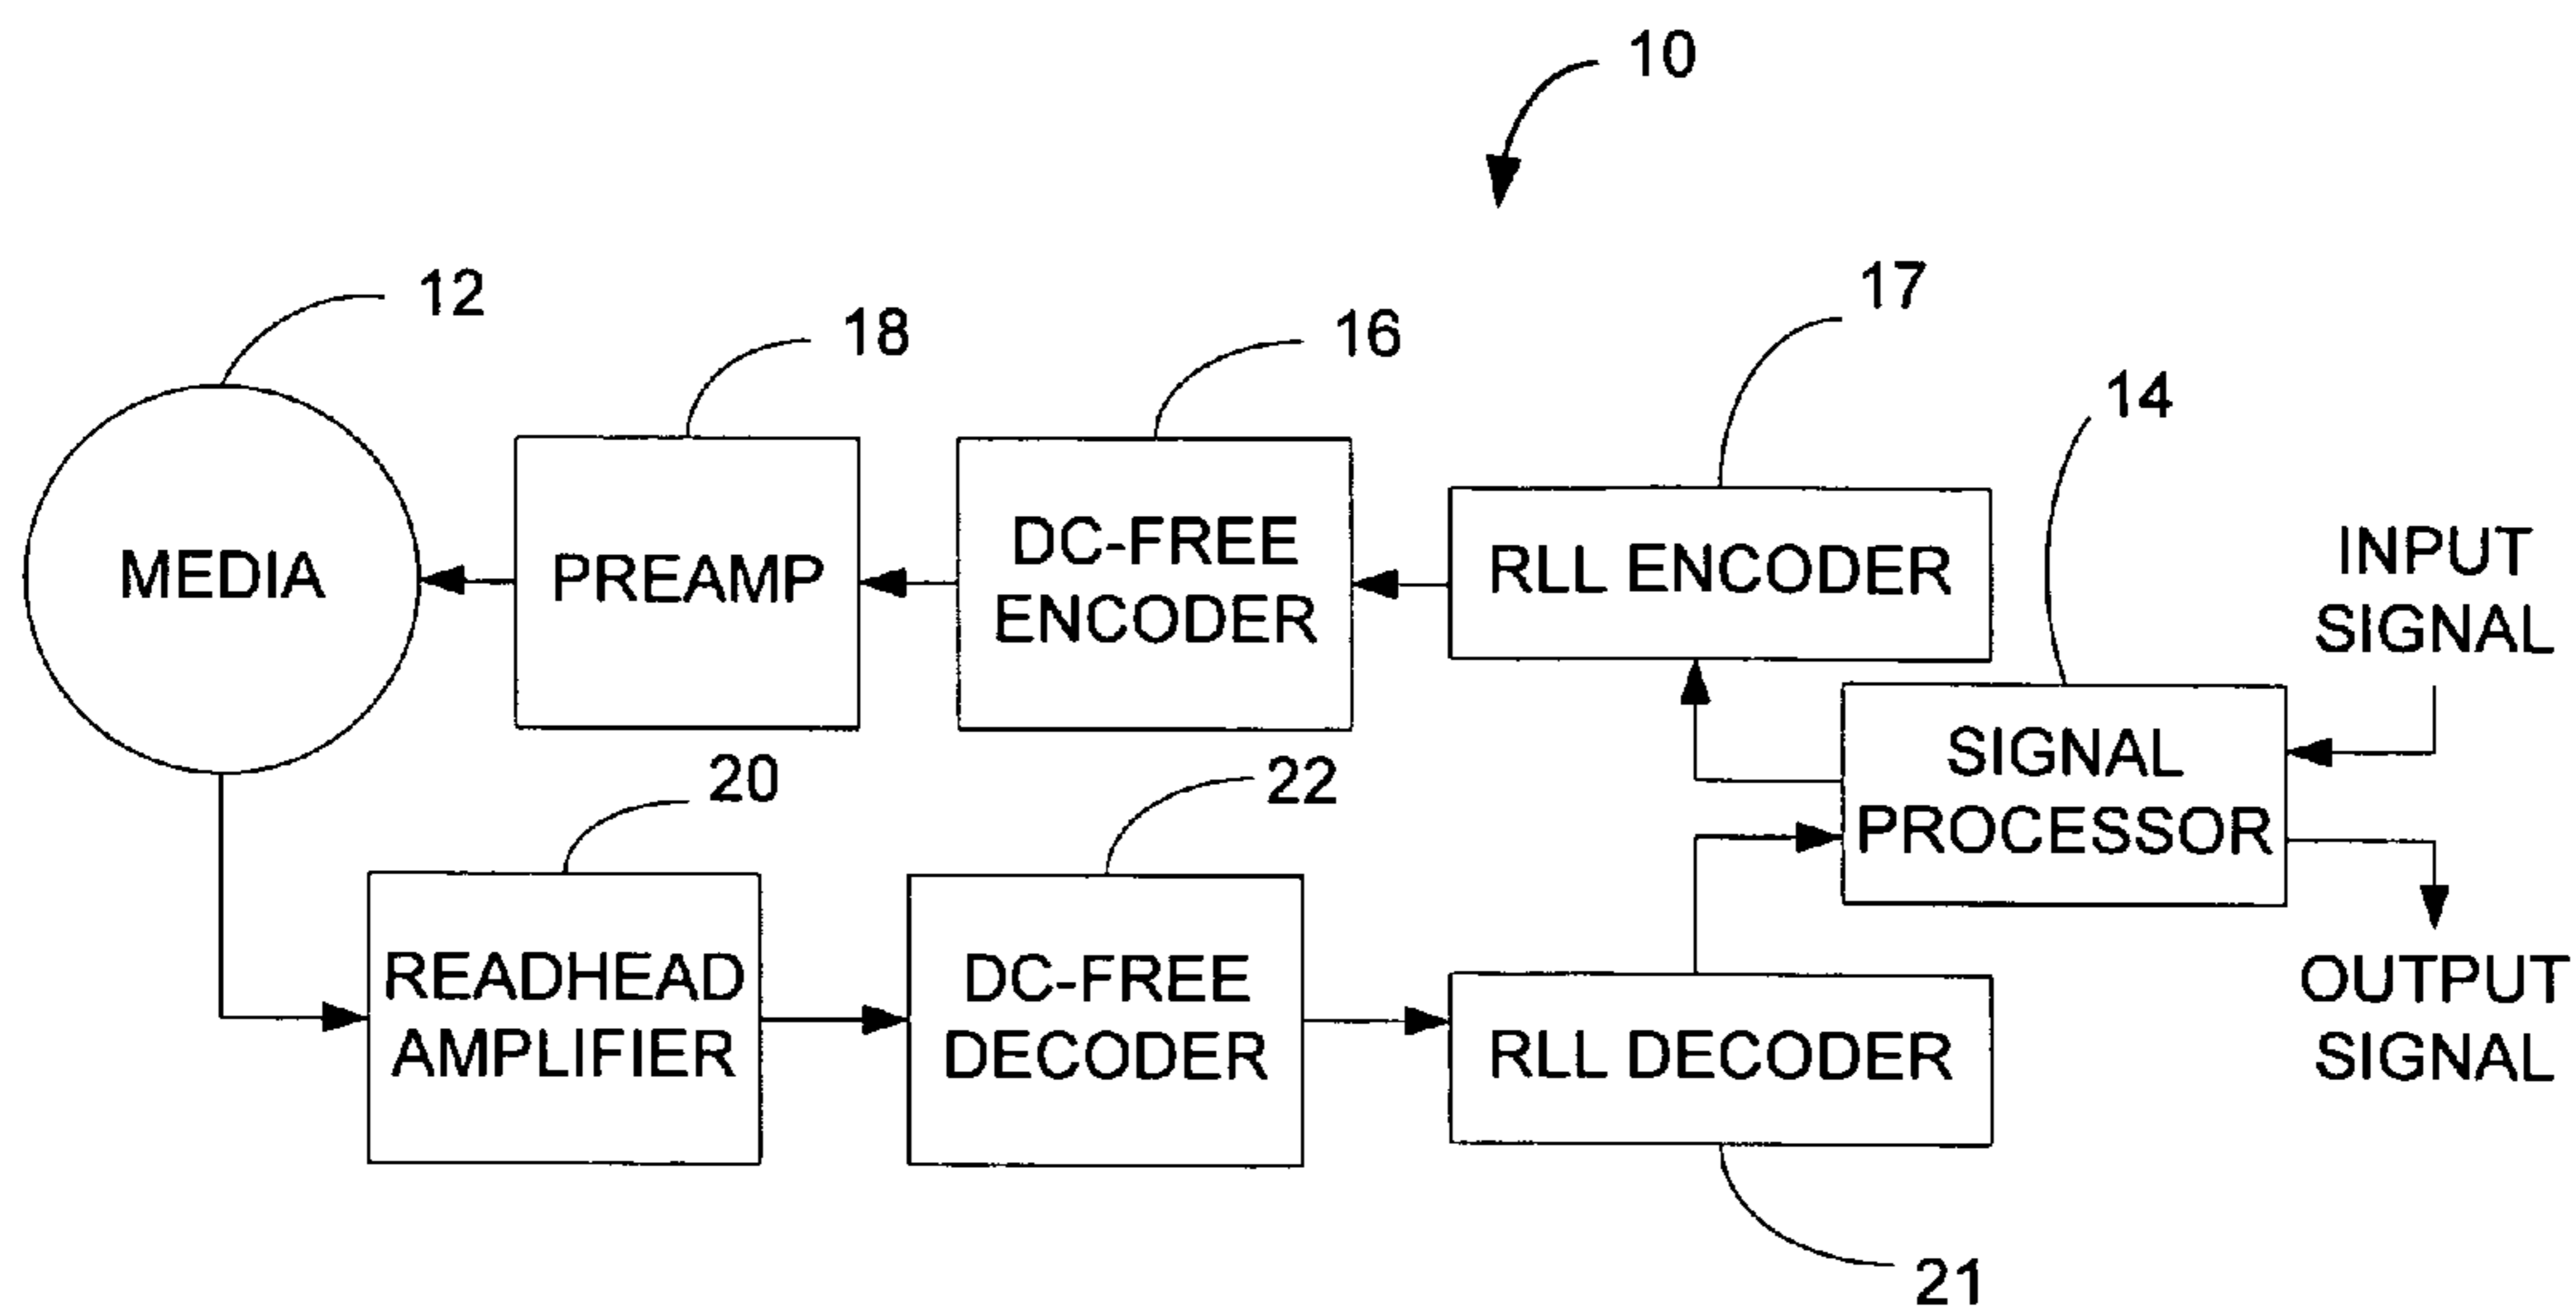 10
12
18
16
17
14
MEDIA
PREAMP
DC-FREE
ENCODER
RLL ENCODER
INPUT
SIGNAL
SIGNAL
PROCESSOR
20
22
READHEAD
AMPLIFIER
DC-FREE
DECODER
RLL DECODER
OUTPUT
SIGNAL
21